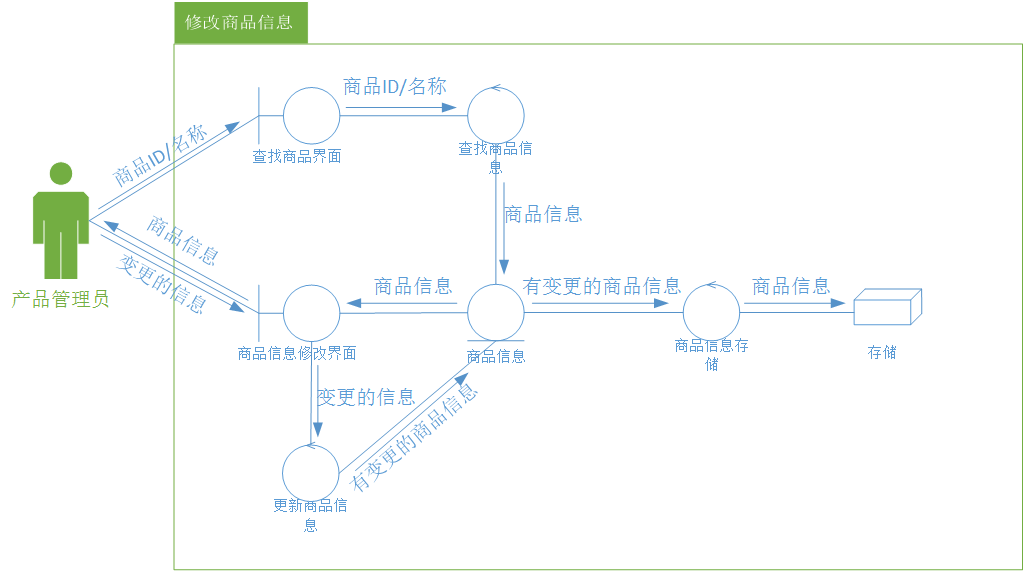 修改商品信息
商品ID/名称
商品ID/名称
查找商品界面
查找商品信
息
商品信息
商品信息
变更的信息
产品管理员
商品信息
有变更的商品信息
商品信息
商品信息修改界面
商品信息
商品信息存
储
存储
变更的信息
有变更的商品信息
更新商品信
息